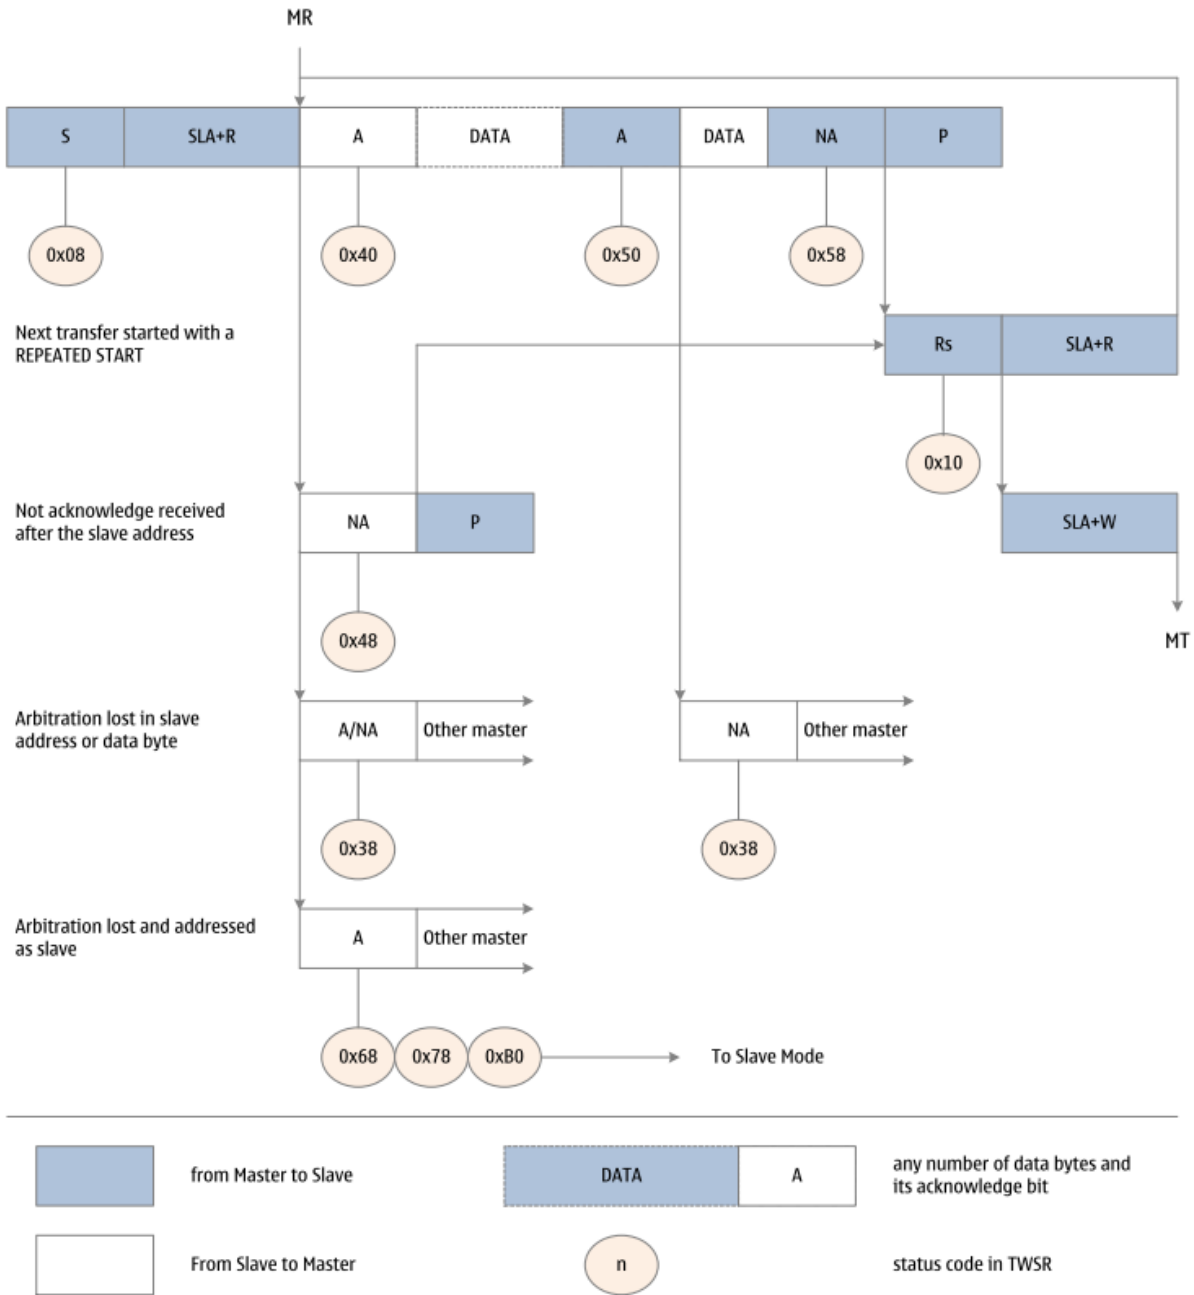 MR
S SLA+R A DATA A DATA NA P
0x08 0x40 0x50 0x58
Next transfer started with a
REPEATED START
Rs SLA+R
0x10
Not acknowledge received
after the slave address
NA P
SLA+W
0x48
MT
Arbitration lost in slave
address or data byte
A/NA Other master
NA Other master
0x38 0x38
Arbitration lost and addressed
as slave
A Other master
0x68 0x78 0xB0 To Slave Mode
from Master to Slave
DATA A
any number of data bytes and
its acknowledge bit
From Slave to Master
n
status code in TWSR